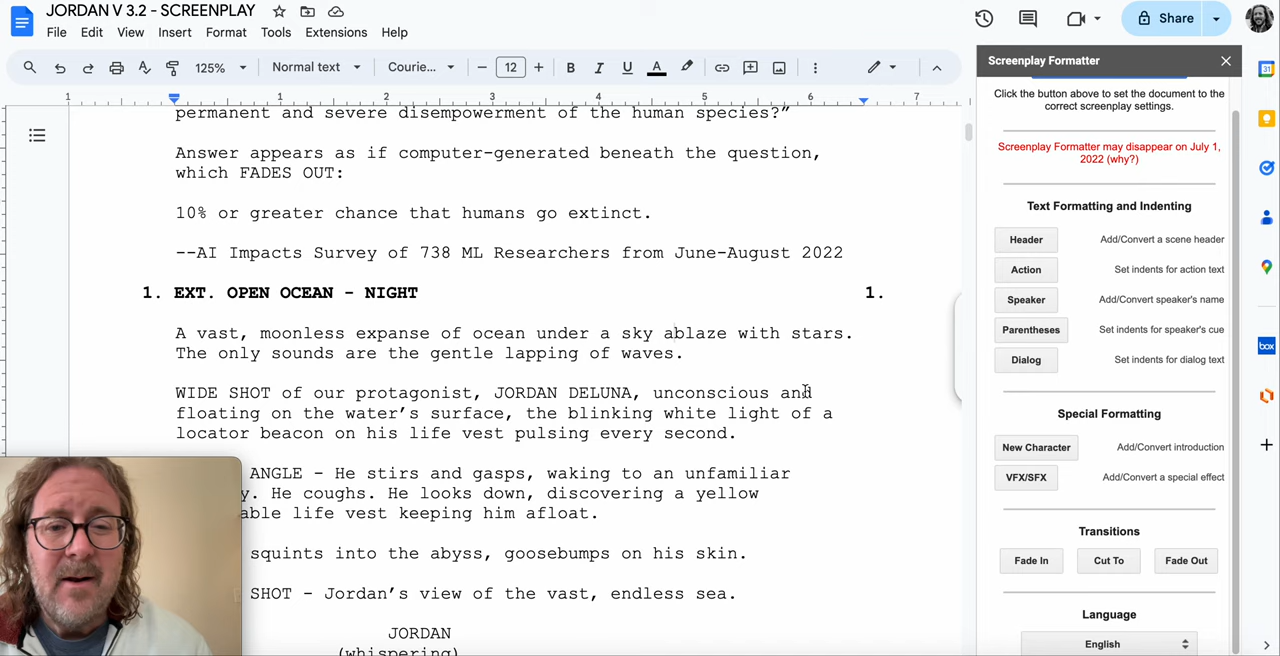 JORDAN V 3.2 - SCREENPLAY
File Edit View Insert Format Tools Extensions Help
Share
125% Normal text Courie... 12 B I U A
1 1 2 3 4 5 6 7
permanent and severe disempowerment of the human species?”
Answer appears as if computer-generated beneath the question,
which FADES OUT:
10% or greater chance that humans go extinct.
--AI Impacts Survey of 738 ML Researchers from June-August 2022
1. EXT. OPEN OCEAN - NIGHT 1.
A vast, moonless expanse of ocean under a sky ablaze with stars.
The only sounds are the gentle lapping of waves.
WIDE SHOT of our protagonist, JORDAN DELUNA, unconscious and
floating on the water’s surface, the blinking white light of a
locator beacon on his life vest pulsing every second.
ANGLE - He stirs and gasps, waking to an unfamiliar
y. He coughs. He looks down, discovering a yellow
able life vest keeping him afloat.
squints into the abyss, goosebumps on his skin.
SHOT - Jordan’s view of the vast, endless sea.
JORDAN
(whispering)
Screenplay Formatter
Click the button above to set the document to the
correct screenplay settings.
Screenplay Formatter may disappear on July 1,
2022 (why?)
Text Formatting and Indenting
Header Add/Convert a scene header
Action Set indents for action text
Speaker Add/Convert speaker's name
Parentheses Set indents for speaker's cue
Dialog Set indents for dialog text
Special Formatting
New Character Add/Convert introduction
VFX/SFX Add/Convert a special effect
Transitions
Fade In Cut To Fade Out
Language
English
31
box